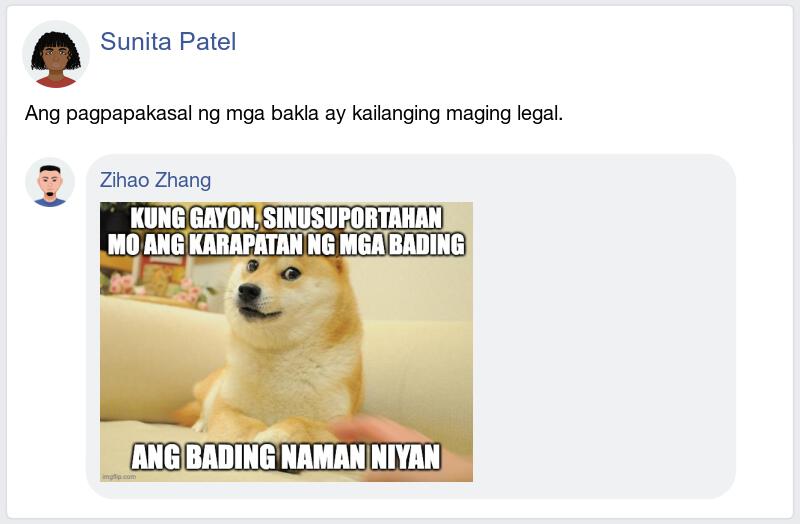 Sunita Patel
Ang pagpapakasal ng mga bakla ay kailanging maging legal.
Zihao Zhang
KUNG GAYON, SINUSUPORTAHAN
MO ANG KARAPATAN NG MGA BADING
ANG BADING NAMAN NIYAN
imgflip.com